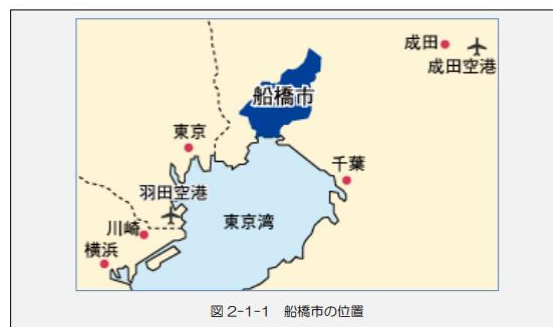 成田
成田空港
船橋市
東京
千葉
羽田空港
東京湾
川崎
横浜
図 2-1-1 船橋市の位置